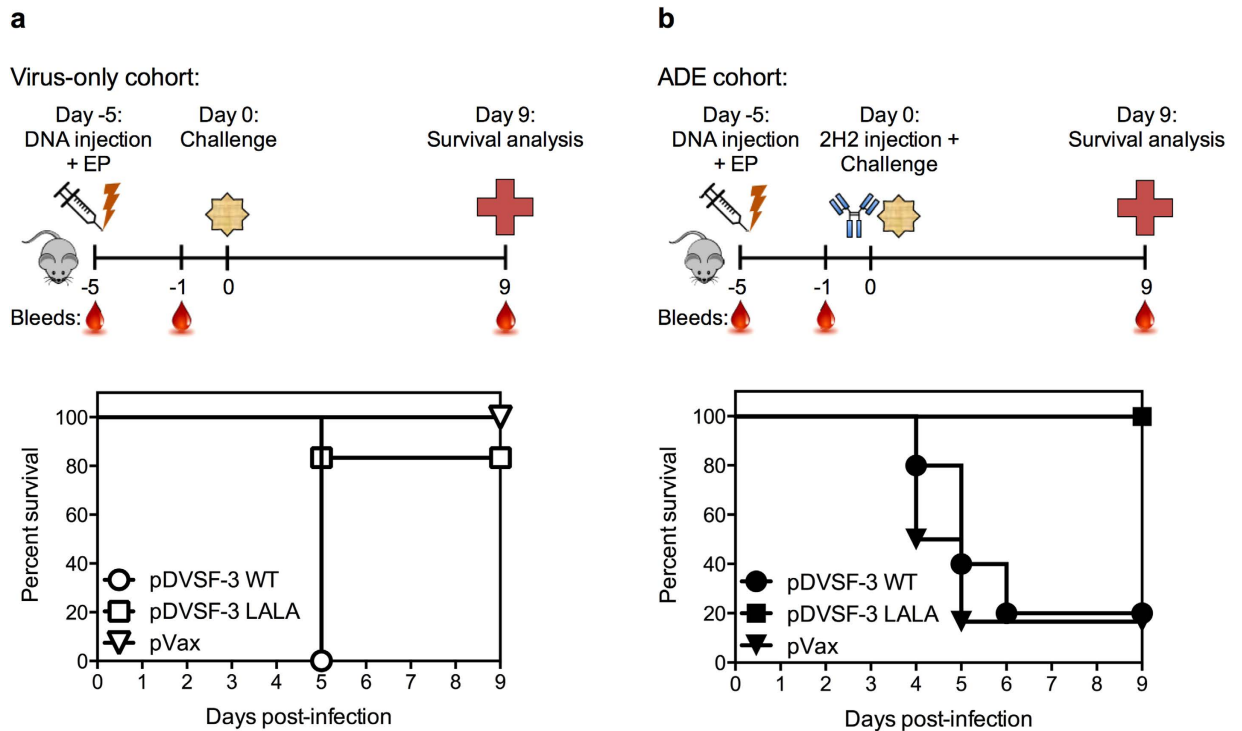 a
Virus-only cohort:
Day -5:
DNA injection
+ EP
Day 0:
Challenge
Day 9:
Survival analysis
-5
-1
0
9
Bleeds:
Percent survival
100
80
60
40
20
0
pDVSF-3 WT
pDVSF-3 LALA
pVax
0 1 2 3 4 5 6 7 8 9
Days post-infection
b
ADE cohort:
Day -5:
DNA injection
+ EP
Day 0:
2H2 injection +
Challenge
Day 9:
Survival analysis
-5
-1
0
9
Bleeds:
Percent survival
100
80
60
40
20
0
pDVSF-3 WT
pDVSF-3 LALA
pVax
0 1 2 3 4 5 6 7 8 9
Days post-infection